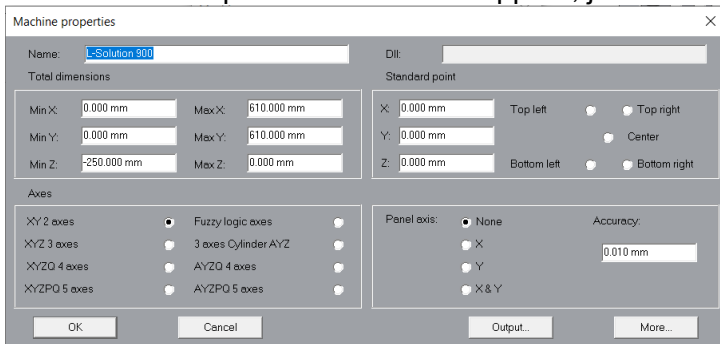 Machine properties
Name: L-Solution 900
Dll:
Total dimensions
Standard point
Min X: 0.000 mm Max X: 610.000 mm
X: 0.000 mm Top left Top right
Min Y: 0.000 mm Max Y: 610.000 mm
Y: 0.000 mm Center
Min Z: -250.000 mm Max Z: 0.000 mm
Z: 0.000 mm Bottom left Bottom right
Axes
XY 2 axes Fuzzy logic axes
Panel axis: None Accuracy:
XYZ 3 axes 3 axes Cylinder AYZ
X 0.010 mm
XYZQ 4 axes AYZQ 4 axes
Y
XYZPQ 5 axes AYZPQ 5 axes
X & Y
OK Cancel Output... More...